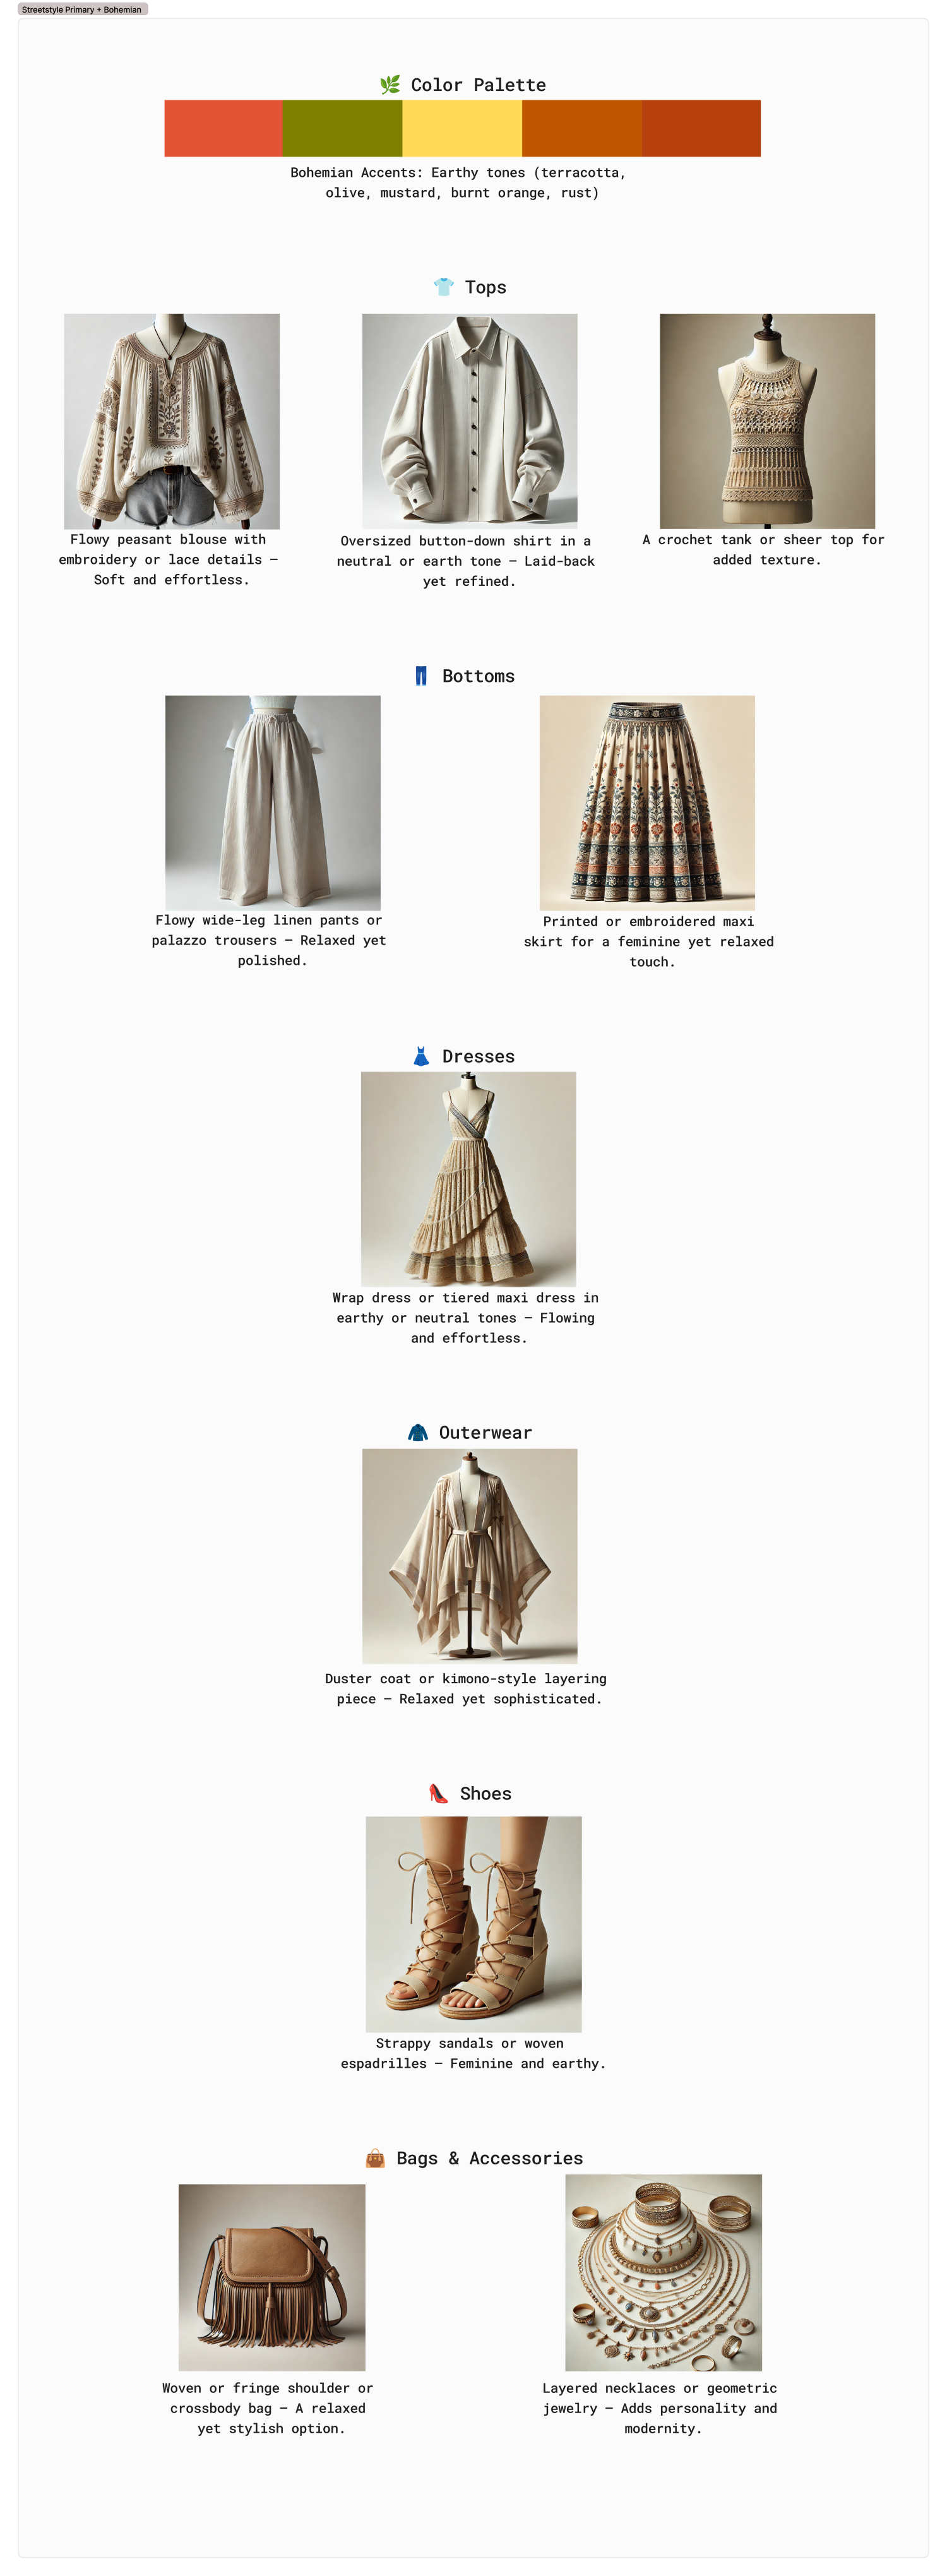 Streetstyle Primary + Bohemian
🌿 Color Palette
Bohemian Accents: Earthy tones (terracotta,
olive, mustard, burnt orange, rust)
👕 Tops
Flowy peasant blouse with
embroidery or lace details –
Soft and effortless.
Oversized button-down shirt in a
neutral or earth tone – Laid-back
yet refined.
A crochet tank or sheer top for
added texture.
👖 Bottoms
Flowy wide-leg linen pants or
palazzo trousers – Relaxed yet
polished.
Printed or embroidered maxi
skirt for a feminine yet relaxed
touch.
👗 Dresses
Wrap dress or tiered maxi dress in
earthy or neutral tones – Flowing
and effortless.
🧥 Outerwear
Duster coat or kimono-style layering
piece – Relaxed yet sophisticated.
👠 Shoes
Strappy sandals or woven
espadrilles – Feminine and earthy.
👜 Bags & Accessories
Woven or fringe shoulder or
crossbody bag – A relaxed
yet stylish option.
Layered necklaces or geometric
jewelry – Adds personality and
modernity.